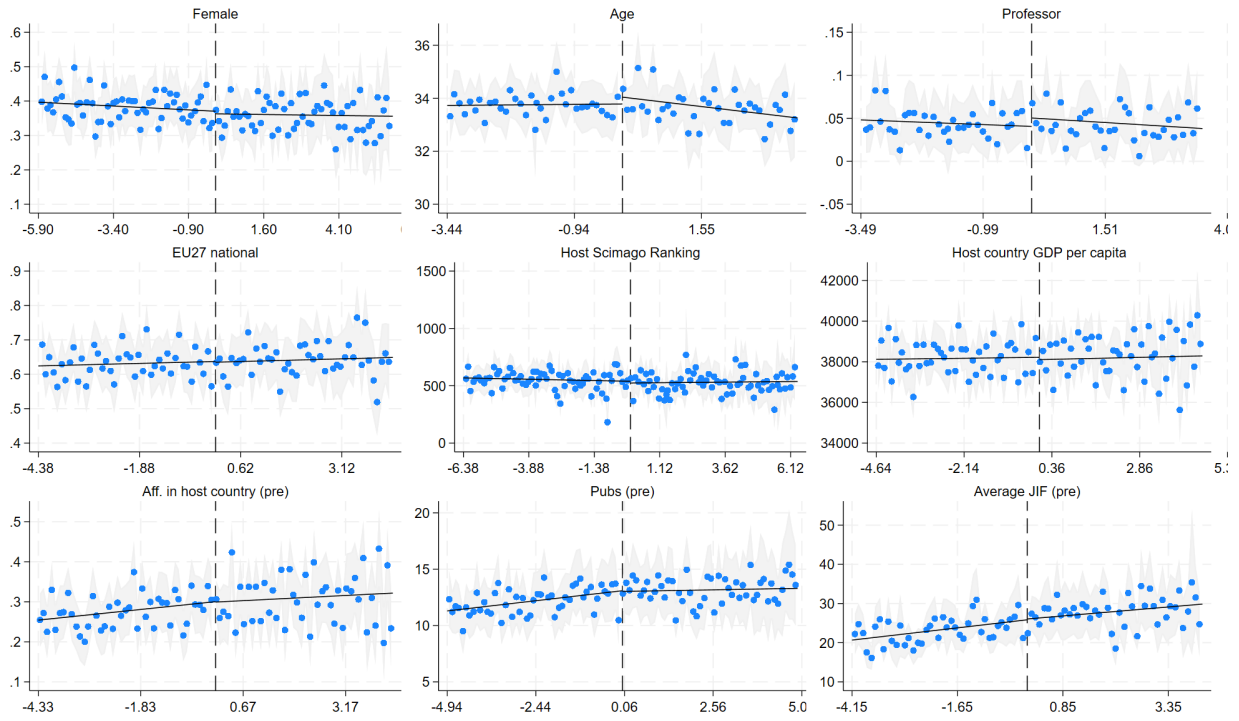 Female
.6
.5
.4
.3
.2
.1
-5.90 -3.40 -0.90 1.60 4.10
Age
36
34
32
30
-3.44 -0.94 1.55
Professor
.15
.1
.05
0
-.05
-3.49 -0.99 1.51 4.0
EU27 national
.9
.8
.7
.6
.5
.4
-4.38 -1.88 0.62 3.12
Host Scimago Ranking
1500
1000
500
0
-6.38 -3.88 -1.38 1.12 3.62 6.12
Host country GDP per capita
42000
40000
38000
36000
34000
-4.64 -2.14 0.36 2.86 5.3
Aff. in host country (pre)
.5
.4
.3
.2
.1
-4.33 -1.83 0.67 3.17
Pubs (pre)
20
15
10
5
-4.94 -2.44 0.06 2.56 5.0
Average JIF (pre)
50
40
30
20
10
-4.15 -1.65 0.85 3.35